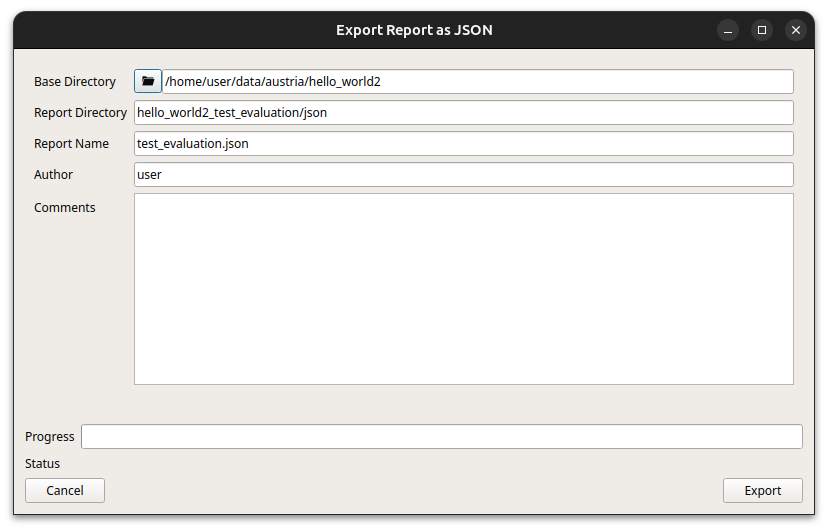 Export Report as JSON
Base Directory /home/user/data/austria/hello_world2
Report Directory hello_world2_test_evaluation/json
Report Name test_evaluation.json
Author user
Comments
Progress
Status
Cancel Export